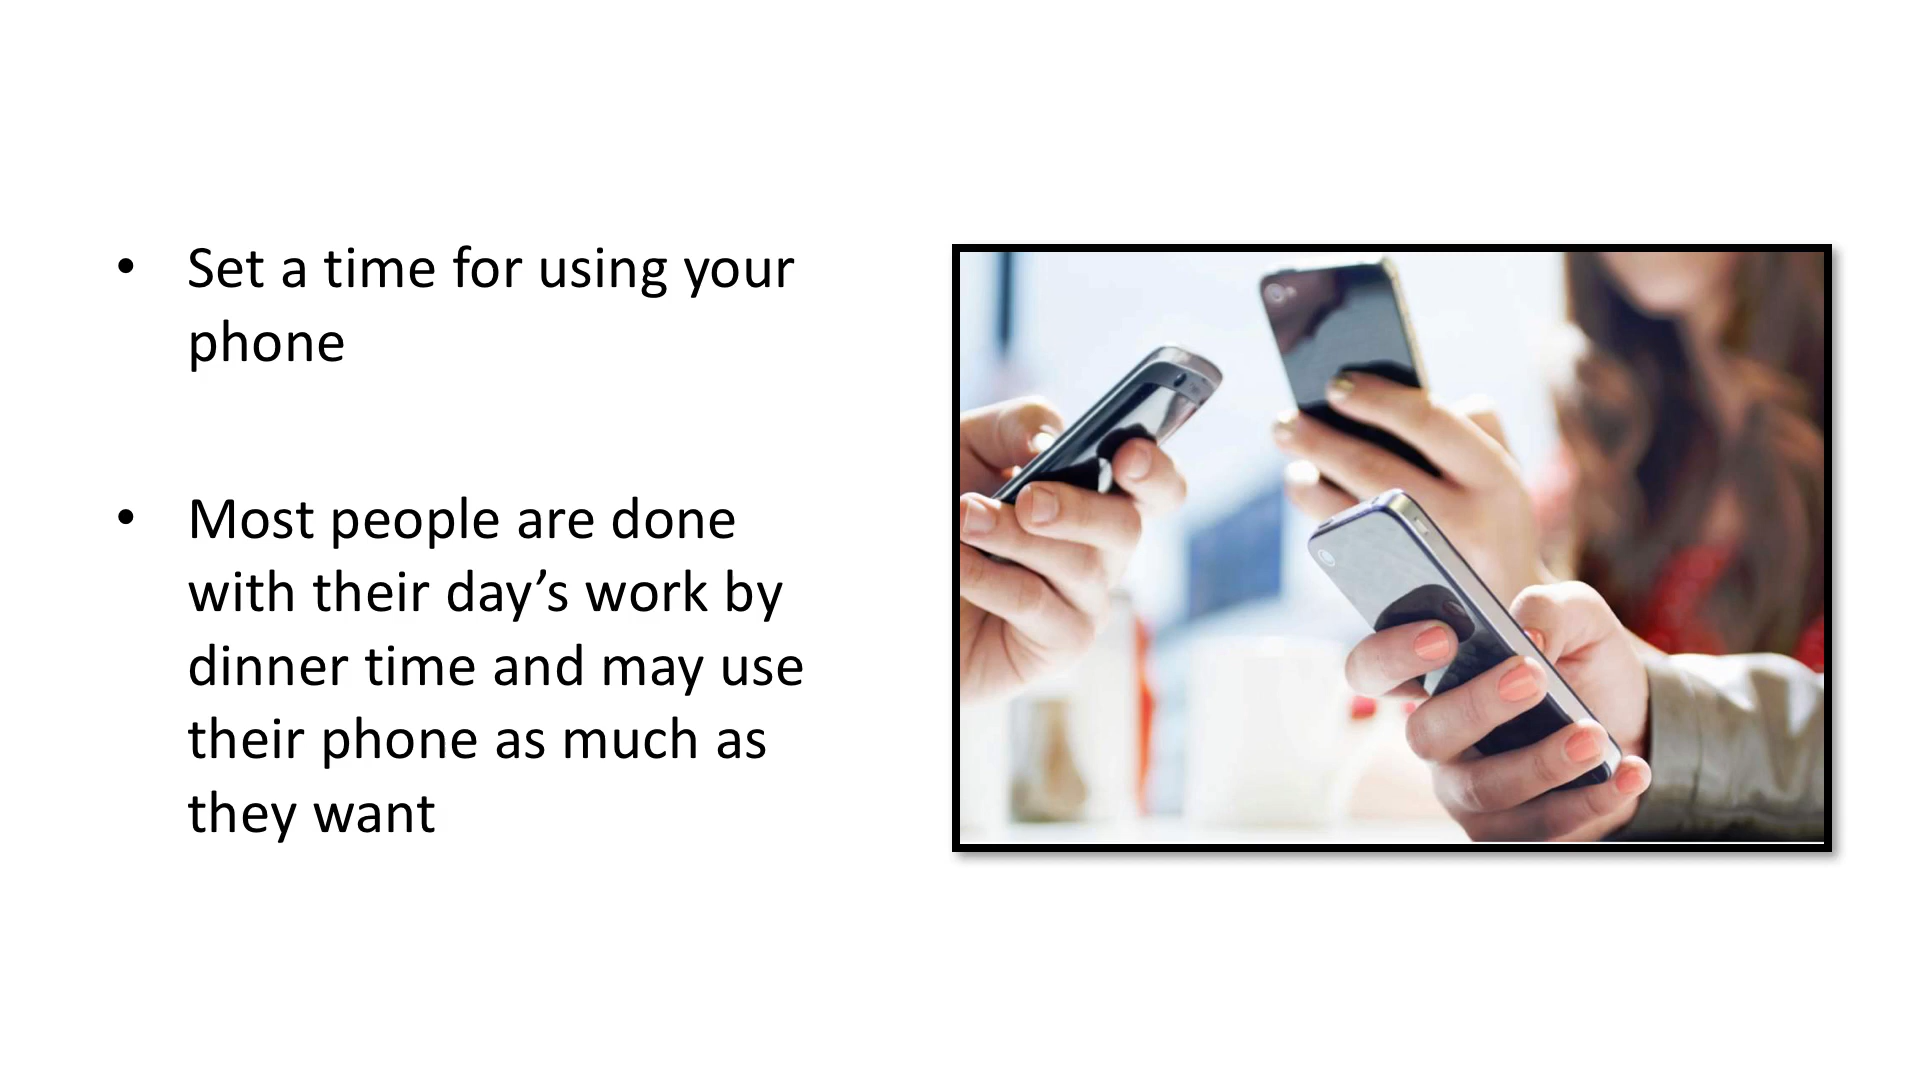 • Set a time for using your
phone
• Most people are done
with their day’s work by
dinner time and may use
their phone as much as
they want